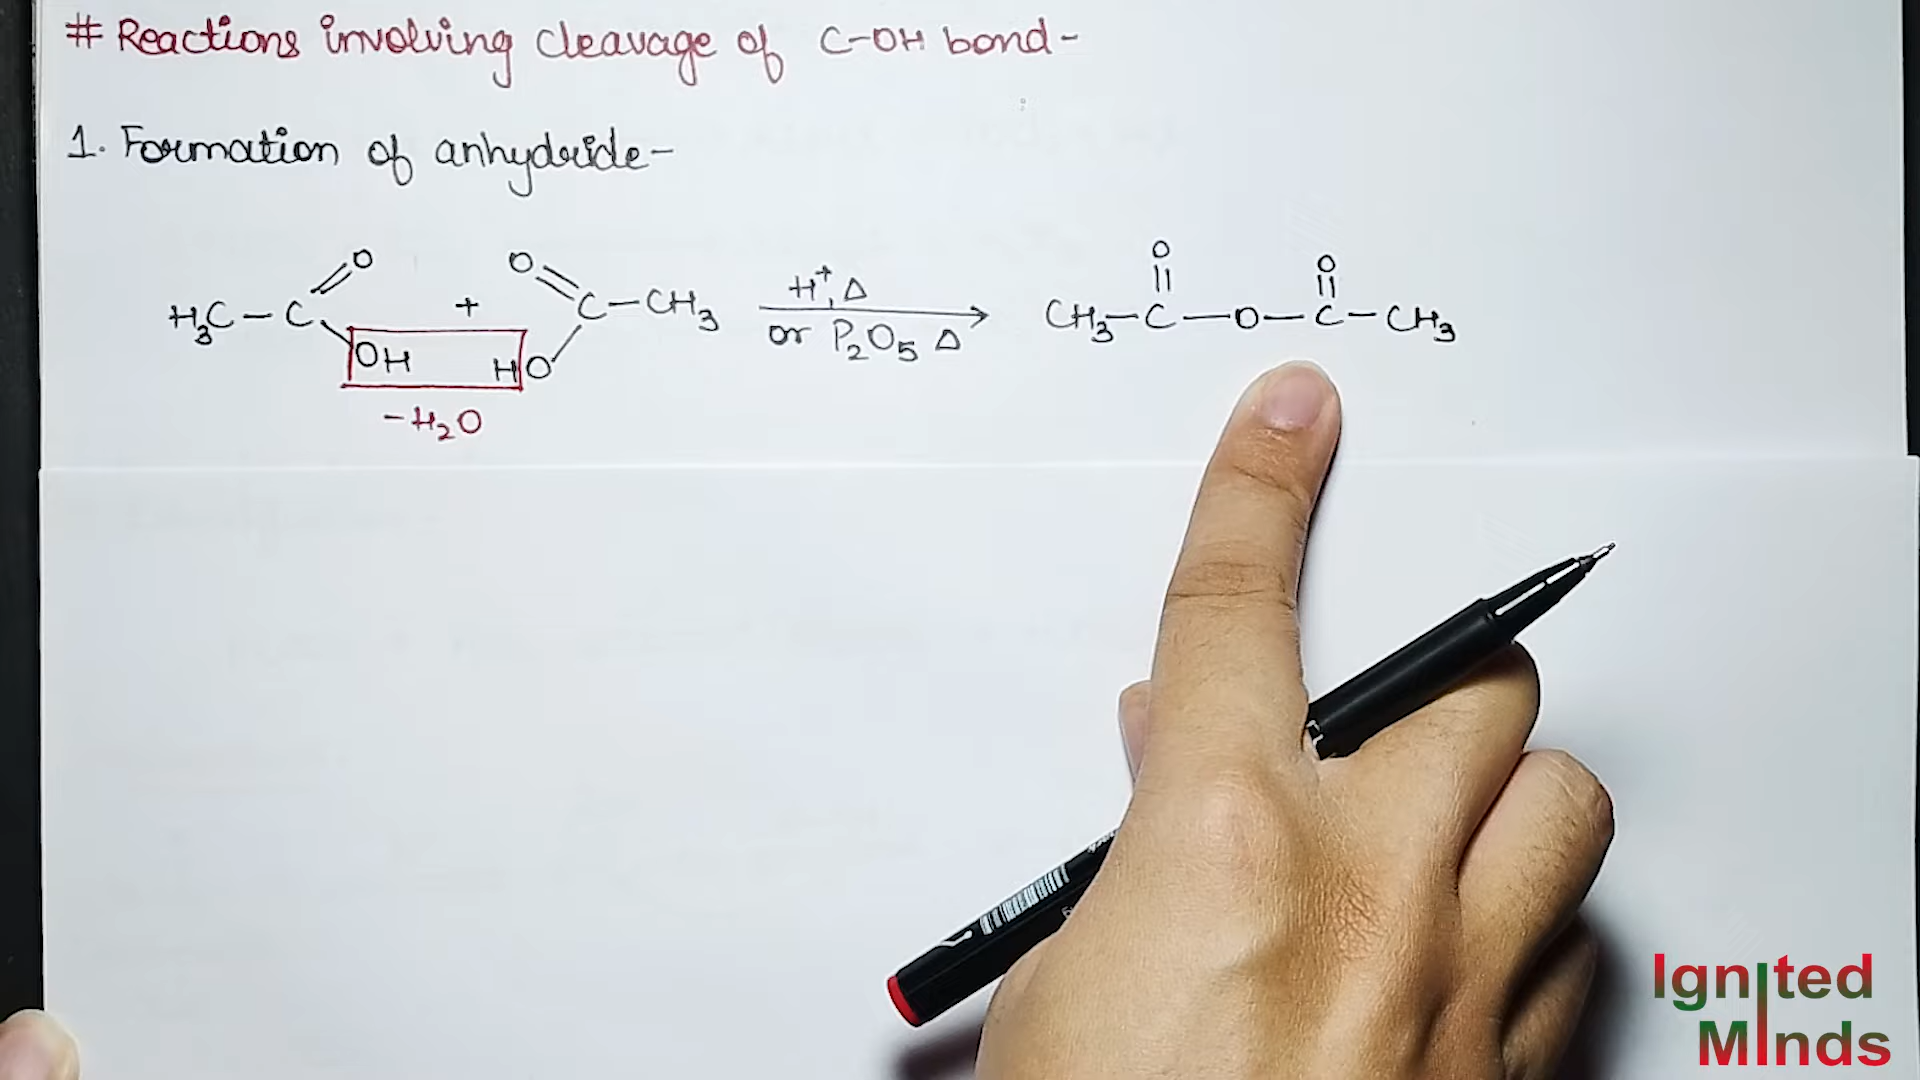 # Reactions involving cleavage of C-OH bond-
1. Formation of anhydride-
H₃C-C=O OH + O=C-CH₃ HO H⁺, Δ or P₂O₅ Δ CH₃-C(=O)-O-C(=O)-CH₃
-H₂O
Ignited
Minds